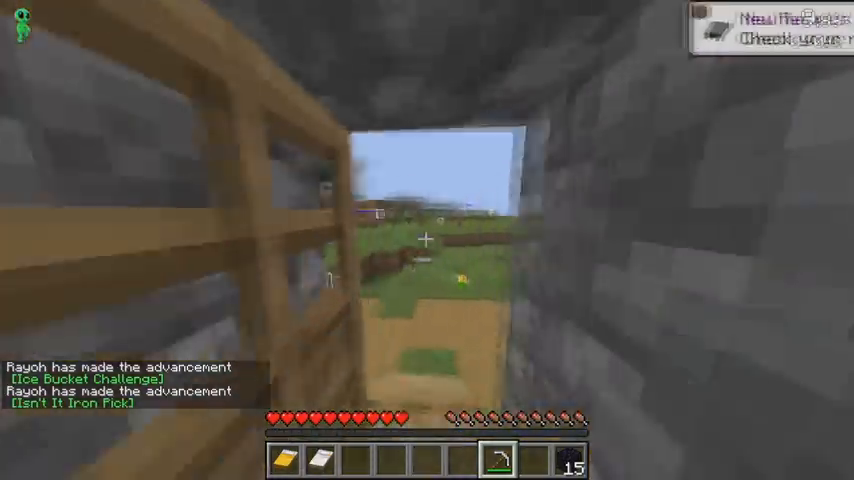 Rayoh has made the advancement
[Ice Bucket Challenge]
Rayoh has made the advancement
[Isn't It Iron Pick]
15